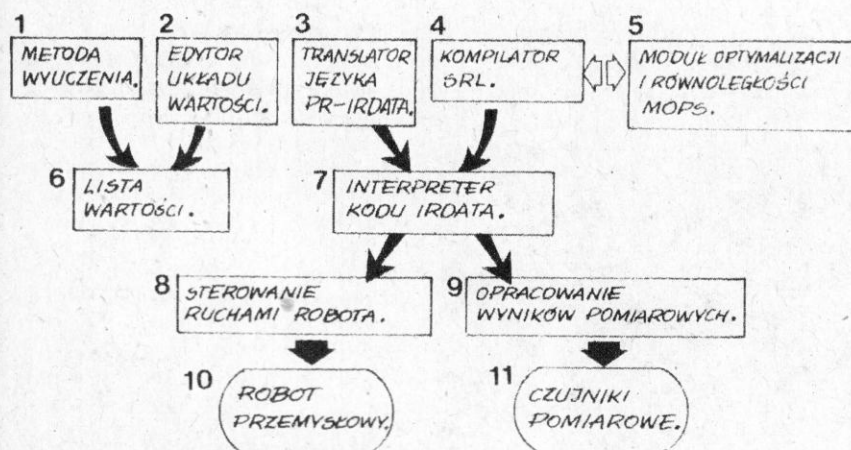 1
METODA
WYUCZENIA.
2
EDYTOR
UKŁADU
WARTOŚCI.
3
TRANSLATOR
JĘZYKA
PR-IRDATA.
4
KOMPILATOR
SRL.
5
MODUŁ OPTYMALIZACJI
I RÓWNOLEGŁOŚCI
MOPS.
6
LISTA
WARTOŚCI.
7
INTERPRETER
KODU IRDATA.
8
STEROWANIE
RUCHAMI ROBOTA.
9
OPRACOWANIE
WYNIKÓW POMIAROWYCH.
10
ROBOT
PRZEMYSŁOWY.
11
CZUJNIKI
POMIAROWE.